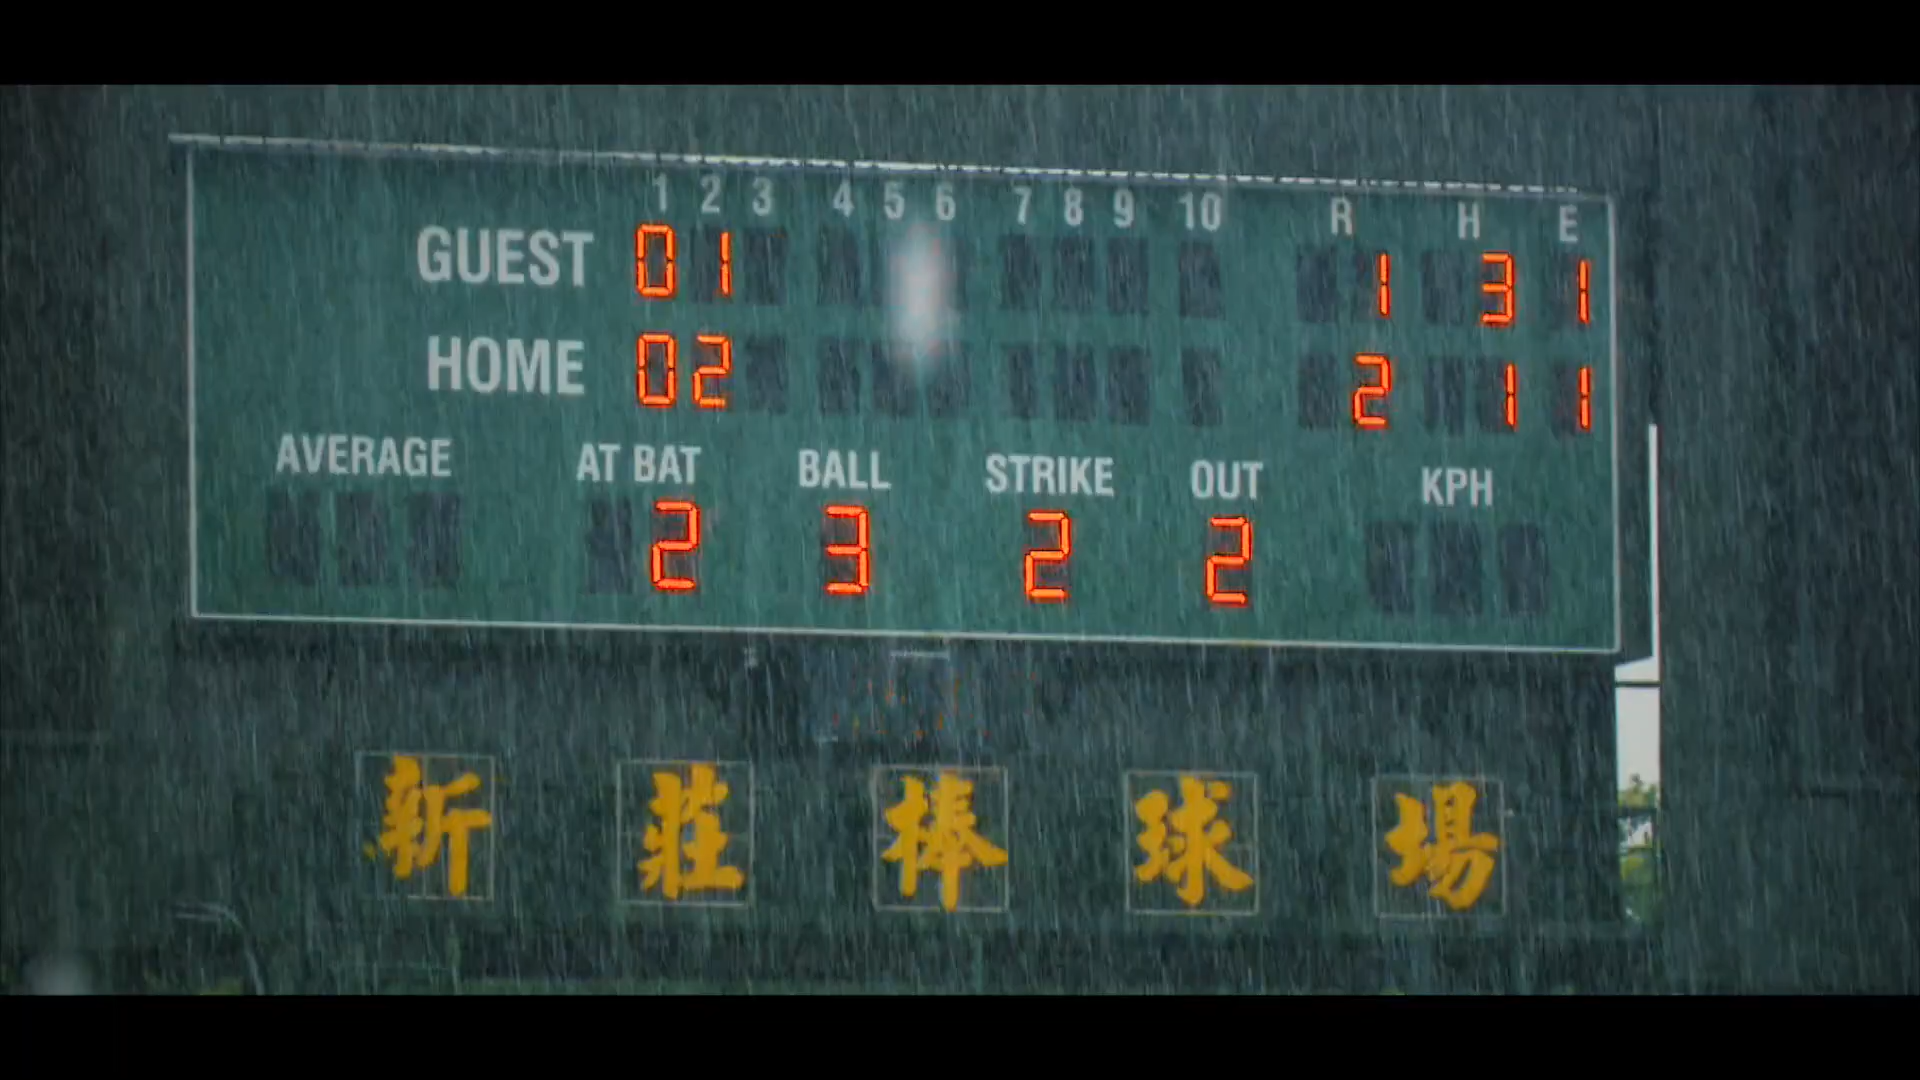 1 2 3 4 5 6 7 8 9 10 R H E
GUEST 0 1 1 3 1
HOME 0 2 2 1 1
AVERAGE AT BAT BALL STRIKE OUT KPH
2 3 2 2
新莊棒球場